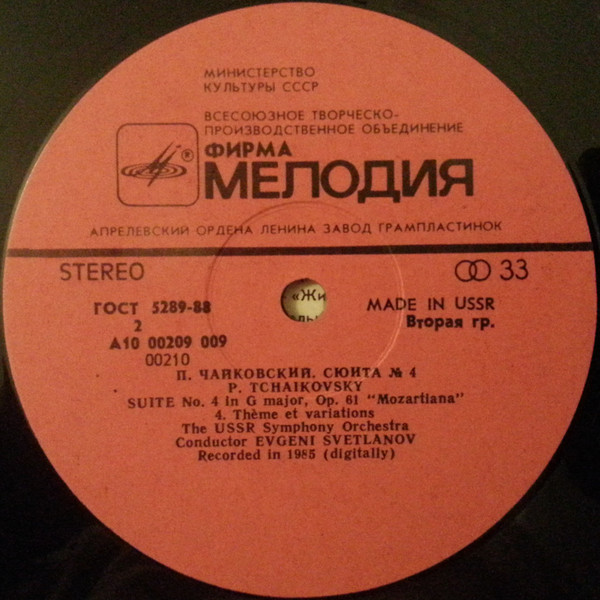 МИНИСТЕРСТВО
КУЛЬТУРЫ СССР
ВСЕСОЮЗНОЕ ТВОРЧЕСКО-
ПРОИЗВОДСТВЕННОЕ ОБЪЕДИНЕНИЕ
®
ФИРМА
МЕЛОДИЯ
АПРЕЛЕВСКИЙ ОРДЕНА ЛЕНИНА ЗАВОД ГРАМПЛАСТИНОК
STEREO
33
ГОСТ 5289-88
«Жи
MADE IN USSR
2
Вторая гр.
А10 00209 009
00210
П. ЧАЙКОВСКИЙ. СЮИТА № 4
P. TCHAIKOVSKY
SUITE No. 4 in G major, Op. 61 "Mozartiana"
4. Thème et variations
The USSR Symphony Orchestra
Conductor EVGENI SVETLANOV
Recorded in 1985 (digitally)